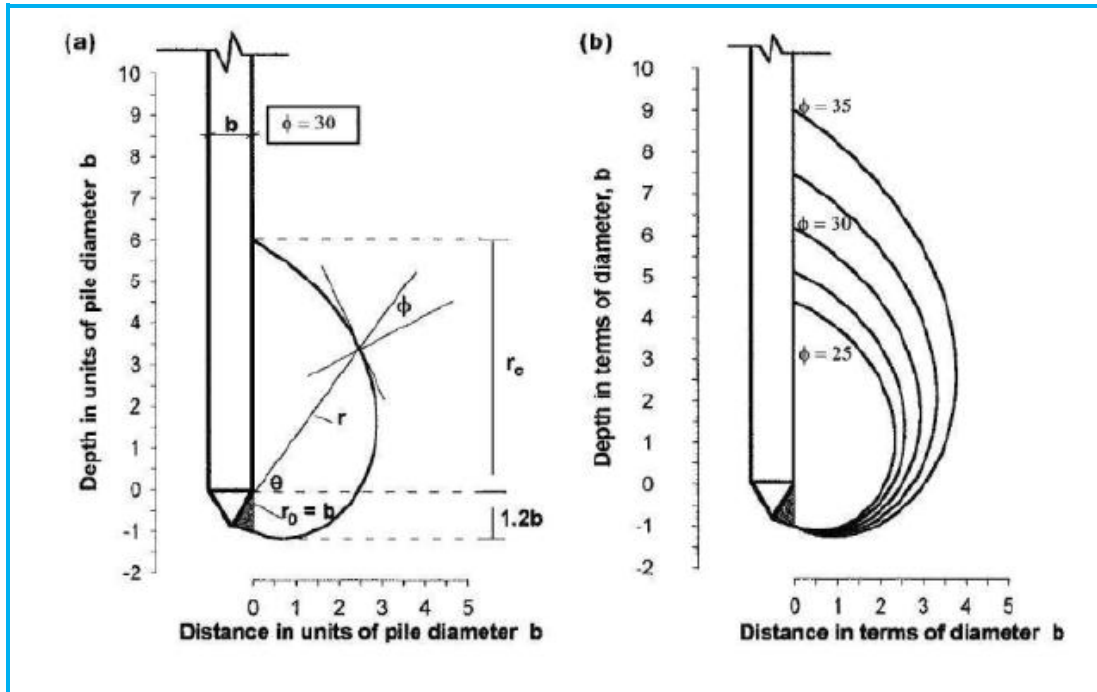 (a)
10
9
8
7
6
5
4
3
2
1
0
-1
-2
Depth in units of pile diameter b
b
ϕ = 30
ϕ
r
r_e
θ
r₀ = b
1.2b
0 1 2 3 4 5
Distance in units of pile diameter b
(b)
10
9
8
7
6
5
4
3
2
1
0
-1
-2
Depth in terms of diameter, b
ϕ = 35
ϕ = 30
ϕ = 25
0 1 2 3 4 5
Distance in terms of diameter b